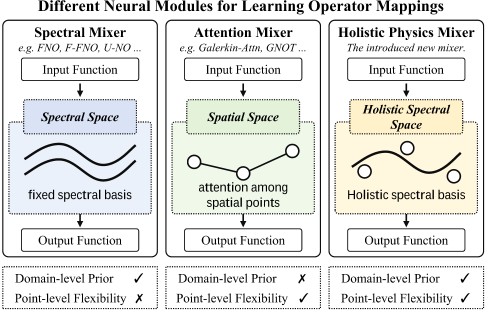 Different Neural Modules for Learning Operator Mappings
Spectral Mixer
e.g. FNO, F-FNO, U-NO ...
Input Function
Spectral Space
fixed spectral basis
Output Function
Domain-level Prior ✓
Point-level Flexibility ✗
Attention Mixer
e.g. Galerkin-Attn, GNOT ...
Input Function
Spatial Space
attention among
spatial points
Output Function
Domain-level Prior ✗
Point-level Flexibility ✓
Holistic Physics Mixer
The introduced new mixer.
Input Function
Holistic Spectral
Space
Holistic spectral basis
Output Function
Domain-level Prior ✓
Point-level Flexibility ✓